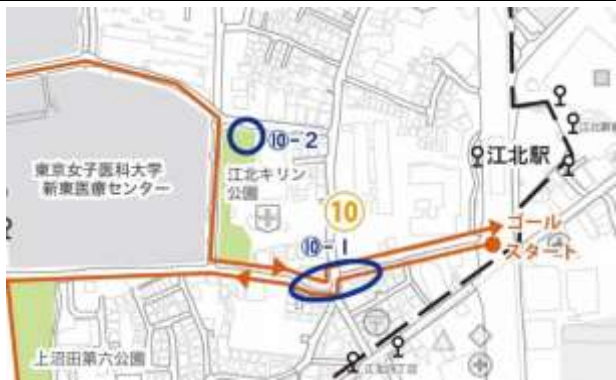 ⑩-2
江北駅
東京女子医科大学
新東医療センター
江北キリン
公園
10
⑩-1
ゴール
スタート
上沼田第六公園